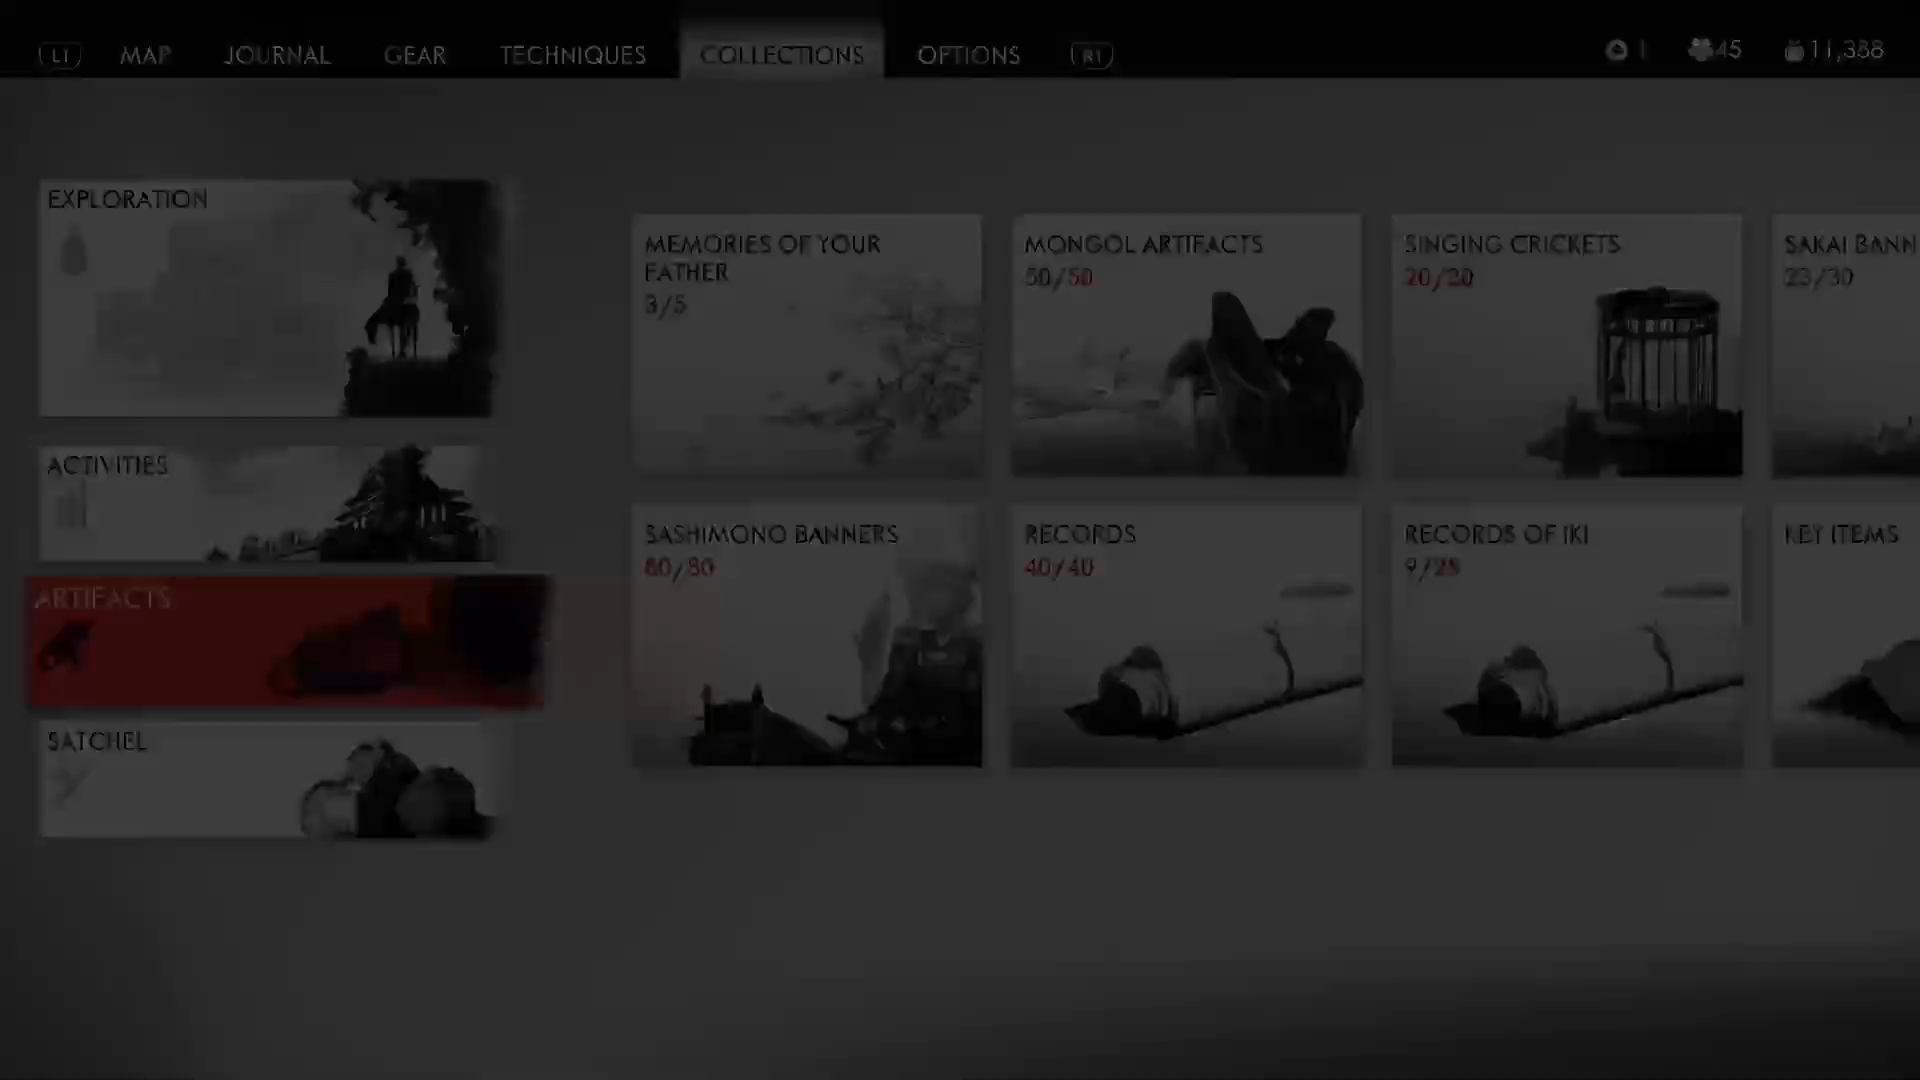 L1 MAP JOURNAL GEAR TECHNIQUES COLLECTIONS OPTIONS R1 1 45 11,388
EXPLORATION
ACTIVITIES
ARTIFACTS
SATCHEL
MEMORIES OF YOUR
FATHER
3/5
MONGOL ARTIFACTS
50/50
SINGING CRICKETS
20/20
SAKAI BANN
23/30
SASHIMONO BANNERS
80/80
RECORDS
40/40
RECORDS OF IKI
9/25
KEY ITEMS